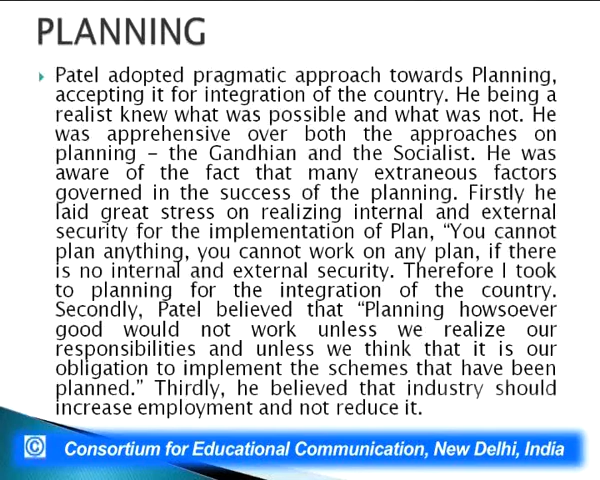 PLANNING
Patel adopted pragmatic approach towards Planning,
accepting it for integration of the country. He being a
realist knew what was possible and what was not. He
was apprehensive over both the approaches on
planning – the Gandhian and the Socialist. He was
aware of the fact that many extraneous factors
governed in the success of the planning. Firstly he
laid great stress on realizing internal and external
security for the implementation of Plan, “You cannot
plan anything, you cannot work on any plan, if there
is no internal and external security. Therefore I took
to planning for the integration of the country.
Secondly, Patel believed that “Planning howsoever
good would not work unless we realize our
responsibilities and unless we think that it is our
obligation to implement the schemes that have been
planned.” Thirdly, he believed that industry should
increase employment and not reduce it.
© Consortium for Educational Communication, New Delhi, India